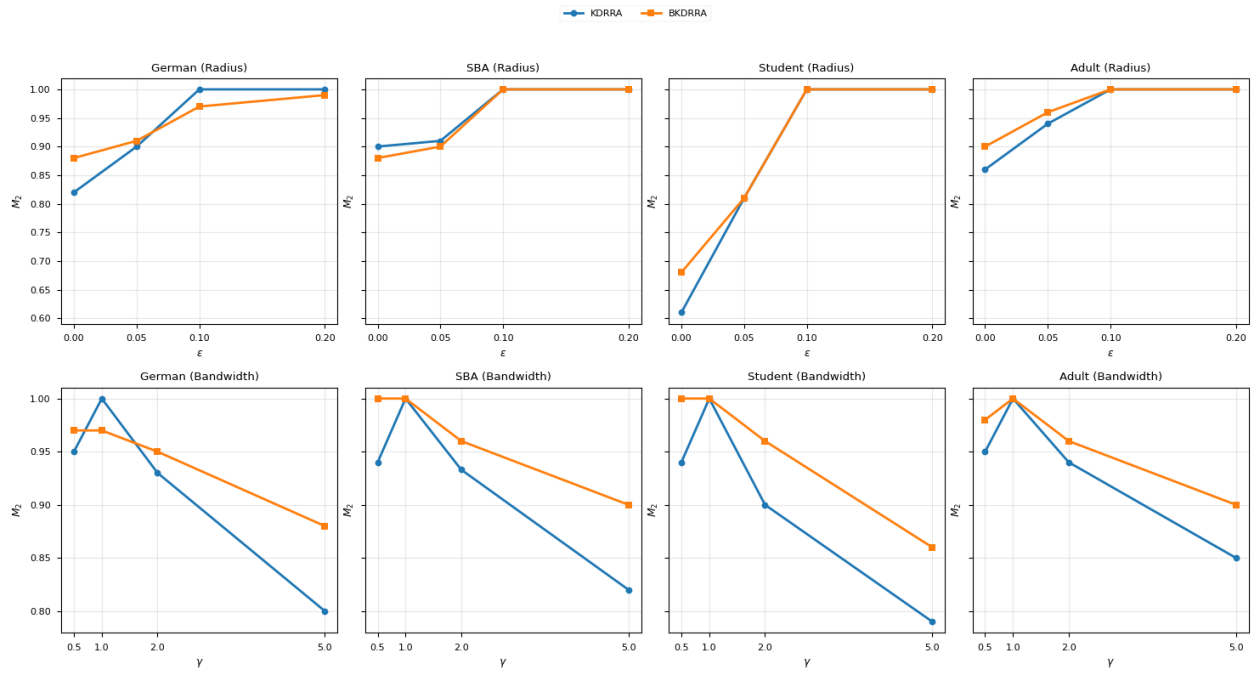 KDRRA BKDRRA
German (Radius) SBA (Radius) Student (Radius) Adult (Radius)
1.00
0.95
0.90
0.85
0.80
0.75
0.70
0.65
0.60
M₂ M₂ M₂ M₂
0.00 0.05 0.10 0.20 0.00 0.05 0.10 0.20 0.00 0.05 0.10 0.20 0.00 0.05 0.10 0.20
ε ε ε ε
German (Bandwidth) SBA (Bandwidth) Student (Bandwidth) Adult (Bandwidth)
1.00
0.95
0.90
0.85
0.80
M₂ M₂ M₂ M₂
0.5 1.0 2.0 5.0 0.5 1.0 2.0 5.0 0.5 1.0 2.0 5.0 0.5 1.0 2.0 5.0
γ γ γ γ